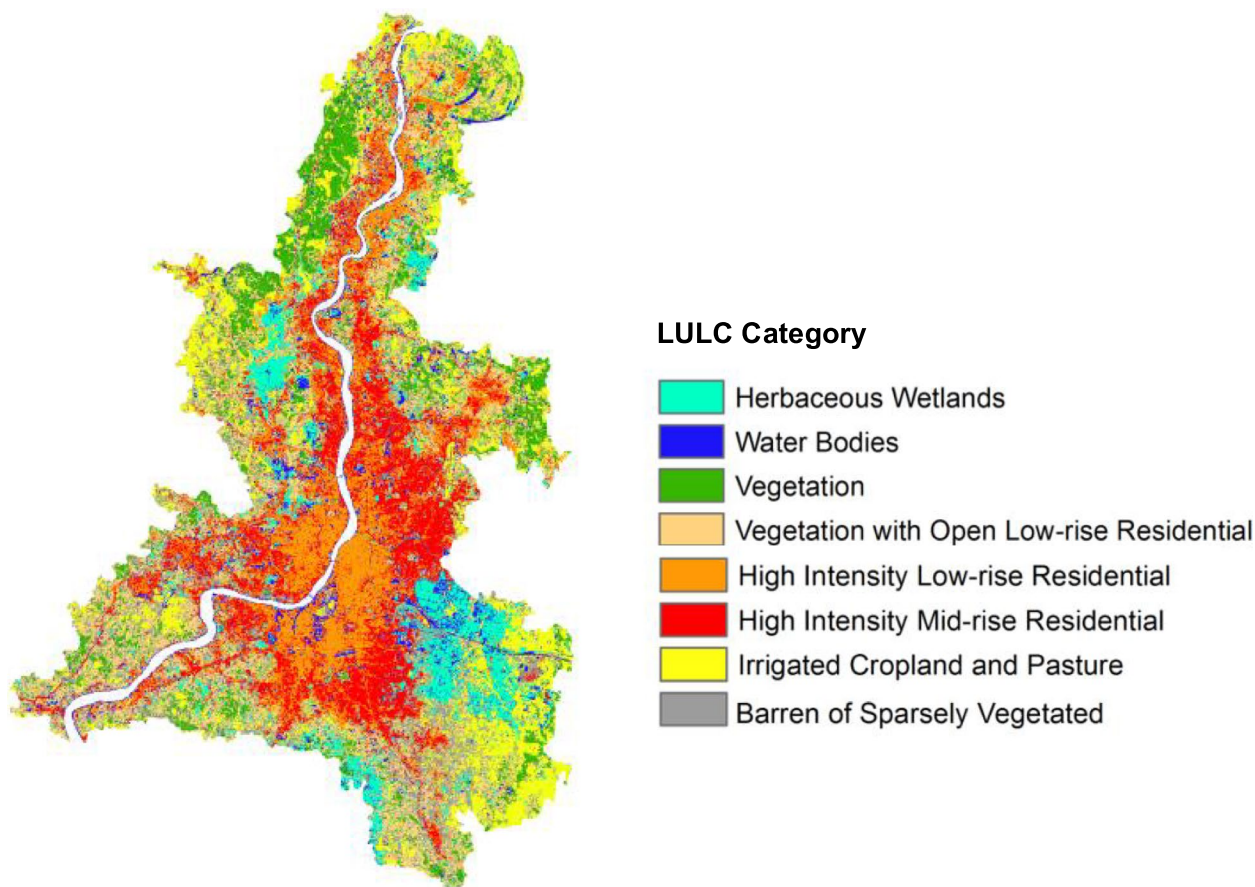 LULC Category
Herbaceous Wetlands
Water Bodies
Vegetation
Vegetation with Open Low-rise Residential
High Intensity Low-rise Residential
High Intensity Mid-rise Residential
Irrigated Cropland and Pasture
Barren of Sparsely Vegetated